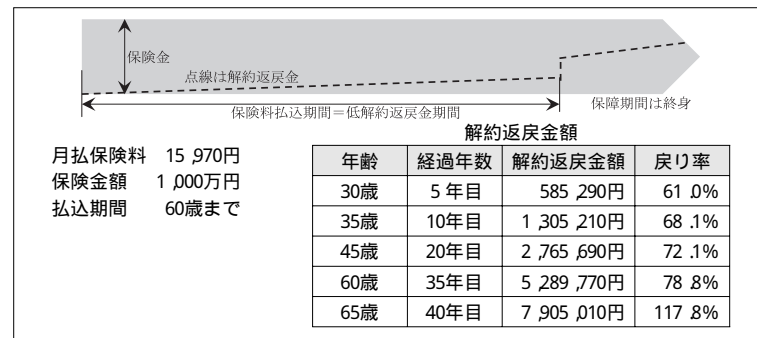 保険金
点線は解約返戻金
保険料払込期間＝低解約返戻金期間
保障期間は終身
解約返戻金額
月払保険料 15,970円
保険金額 1,000万円
払込期間 60歳まで
年齢 経過年数 解約返戻金額 戻り率
30歳 5年目 585,290円 61.0%
35歳 10年目 1,305,210円 68.1%
45歳 20年目 2,765,690円 72.1%
60歳 35年目 5,289,770円 78.8%
65歳 40年目 7,905,010円 117.8%